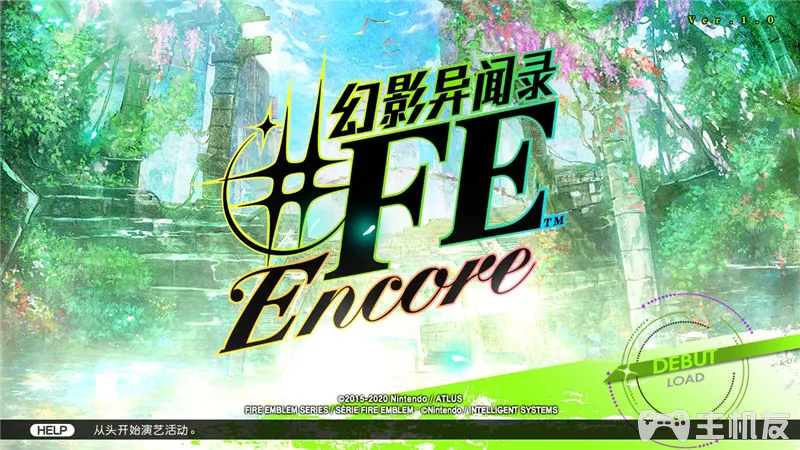 Ver.1.0
幻影异闻录
#FE™
Encore
DEBUT
LOAD
©2015-2020 Nintendo / ATLUS
FIRE EMBLEM SERIES / SÉRIE FIRE EMBLEM ©Nintendo / INTELLIGENT SYSTEMS
HELP 从头开始演艺活动。
主机友